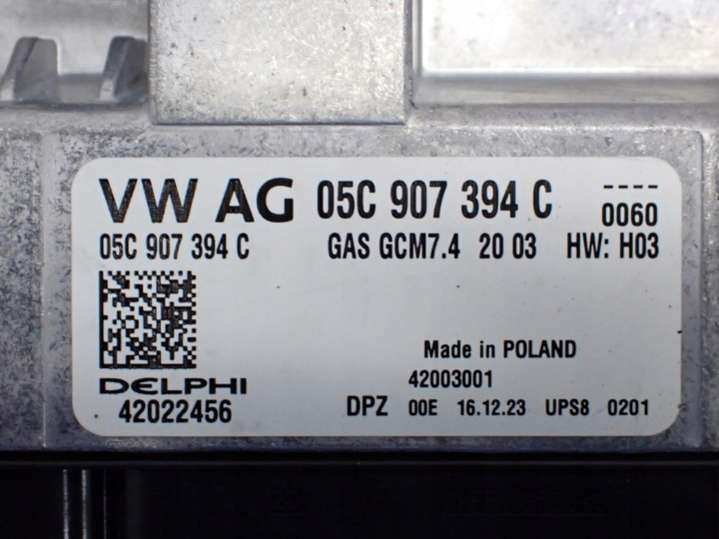 VW AG 05C 907 394 C ----
0060
05C 907 394 C GAS GCM7.4 20 03 HW: H03
Made in POLAND
DELPHI 42003001
42022456 DPZ 00E 16.12.23 UPS8 0201